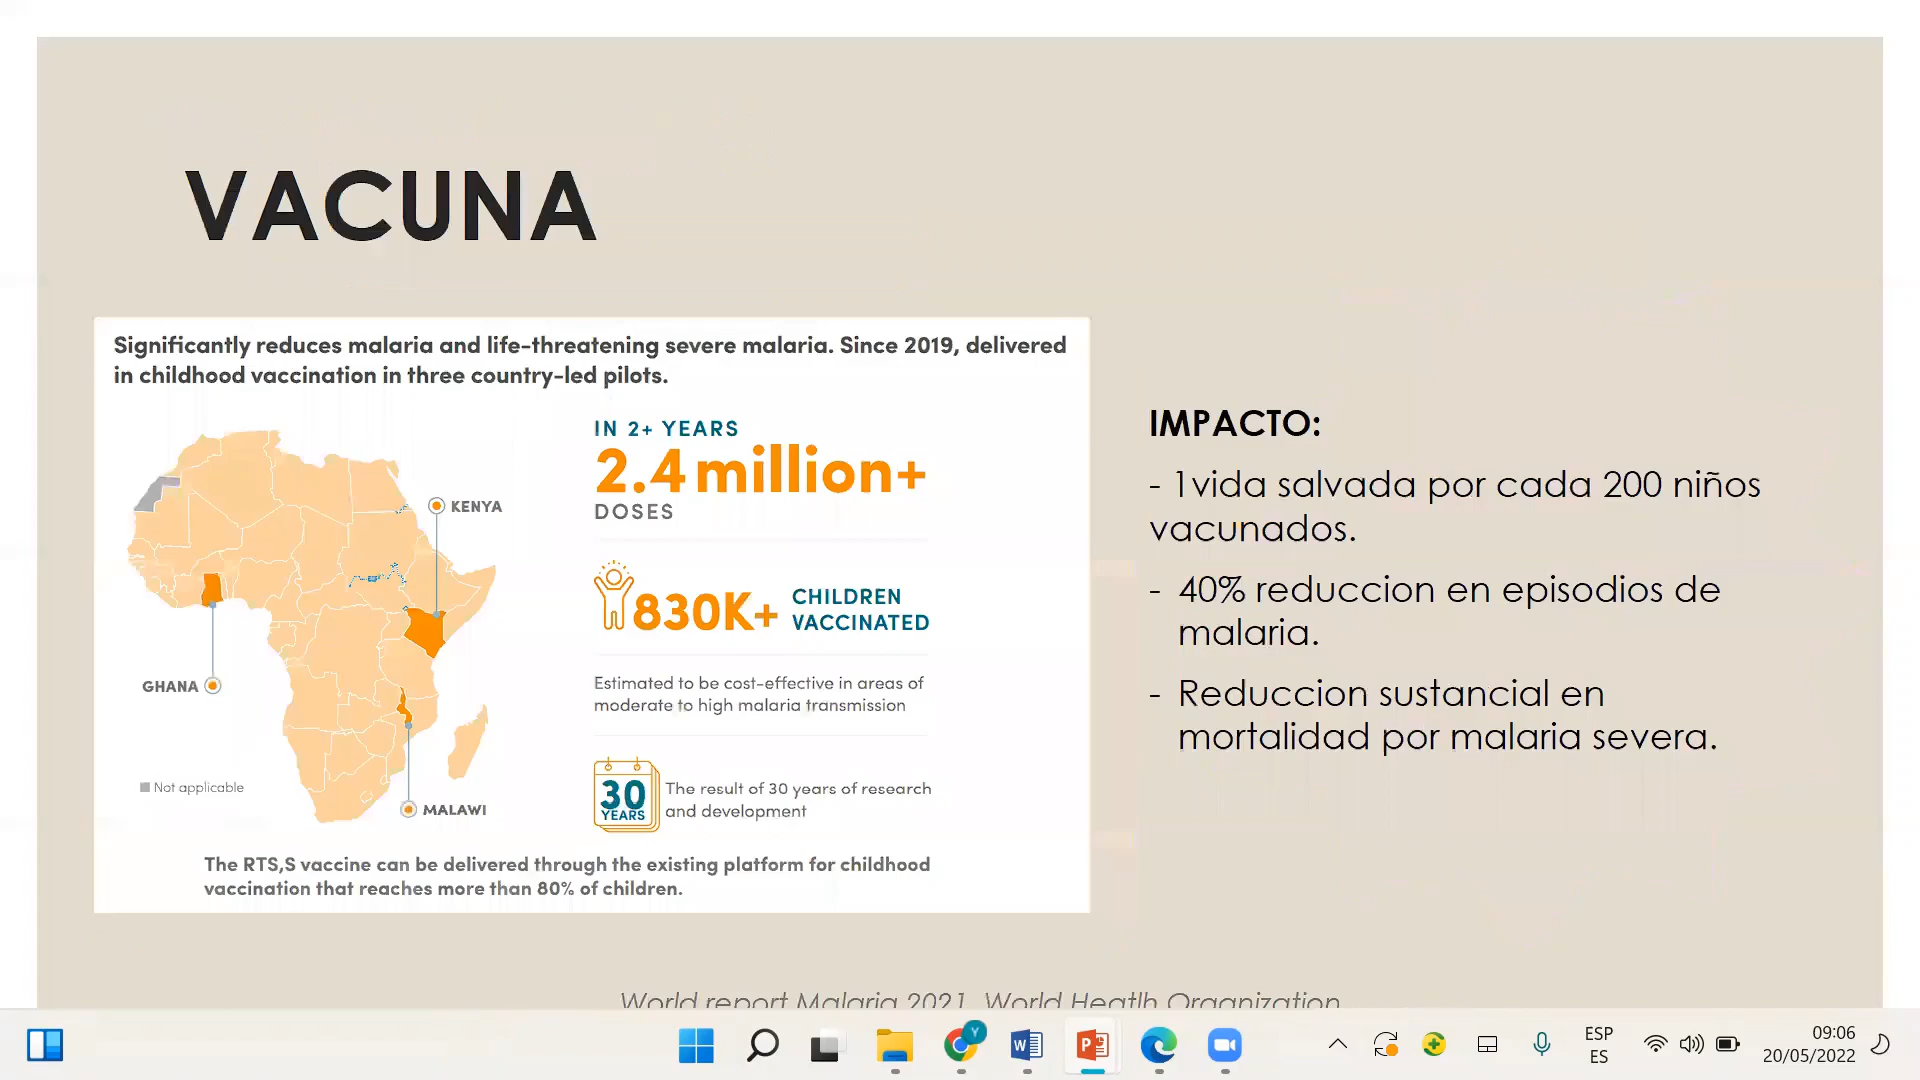 VACUNA
Significantly reduces malaria and life-threatening severe malaria. Since 2019, delivered
in childhood vaccination in three country-led pilots.
KENYA
GHANA
MALAWI
Not applicable
IN 2+ YEARS
2.4 million+
DOSES
830K+
CHILDREN
VACCINATED
Estimated to be cost-effective in areas of
moderate to high malaria transmission
30
YEARS
The result of 30 years of research
and development
The RTS,S vaccine can be delivered through the existing platform for childhood
vaccination that reaches more than 80% of children.
IMPACTO:
- 1vida salvada por cada 200 niños
vacunados.
- 40% reduccion en episodios de
malaria.
- Reduccion sustancial en
mortalidad por malaria severa.
World report Malaria 2021. World Heatlh Organization
Y
W
P
ESP
ES
09:06
20/05/2022